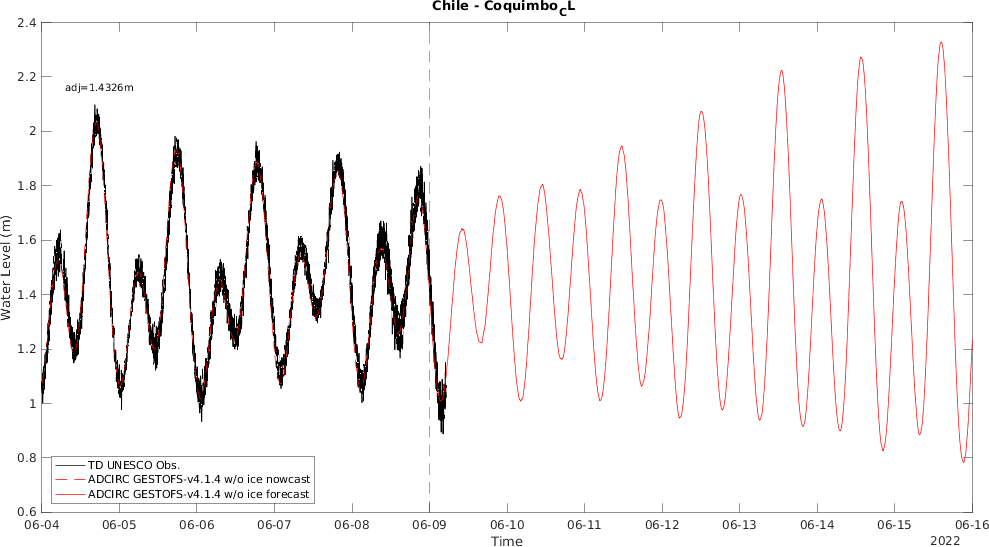 Chile - Coquimbo_CL
2.4
2.2
2
1.8
1.6
1.4
1.2
1
0.8
0.6
Water Level (m)
adj=1.4326m
TD UNESCO Obs.
ADCIRC GESTOFS-v4.1.4 w/o ice nowcast
ADCIRC GESTOFS-v4.1.4 w/o ice forecast
06-04 06-05 06-06 06-07 06-08 06-09 06-10 06-11 06-12 06-13 06-14 06-15 06-16
Time
2022